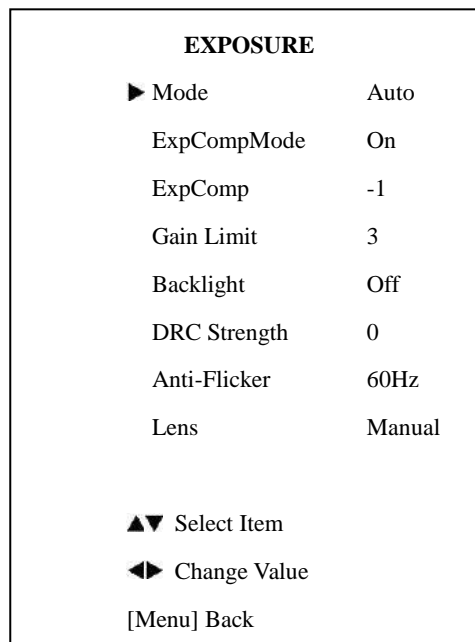 EXPOSURE
▶ Mode Auto
ExpCompMode On
ExpComp -1
Gain Limit 3
Backlight Off
DRC Strength 0
Anti-Flicker 60Hz
Lens Manual
▲▼ Select Item
◀▶ Change Value
[Menu] Back